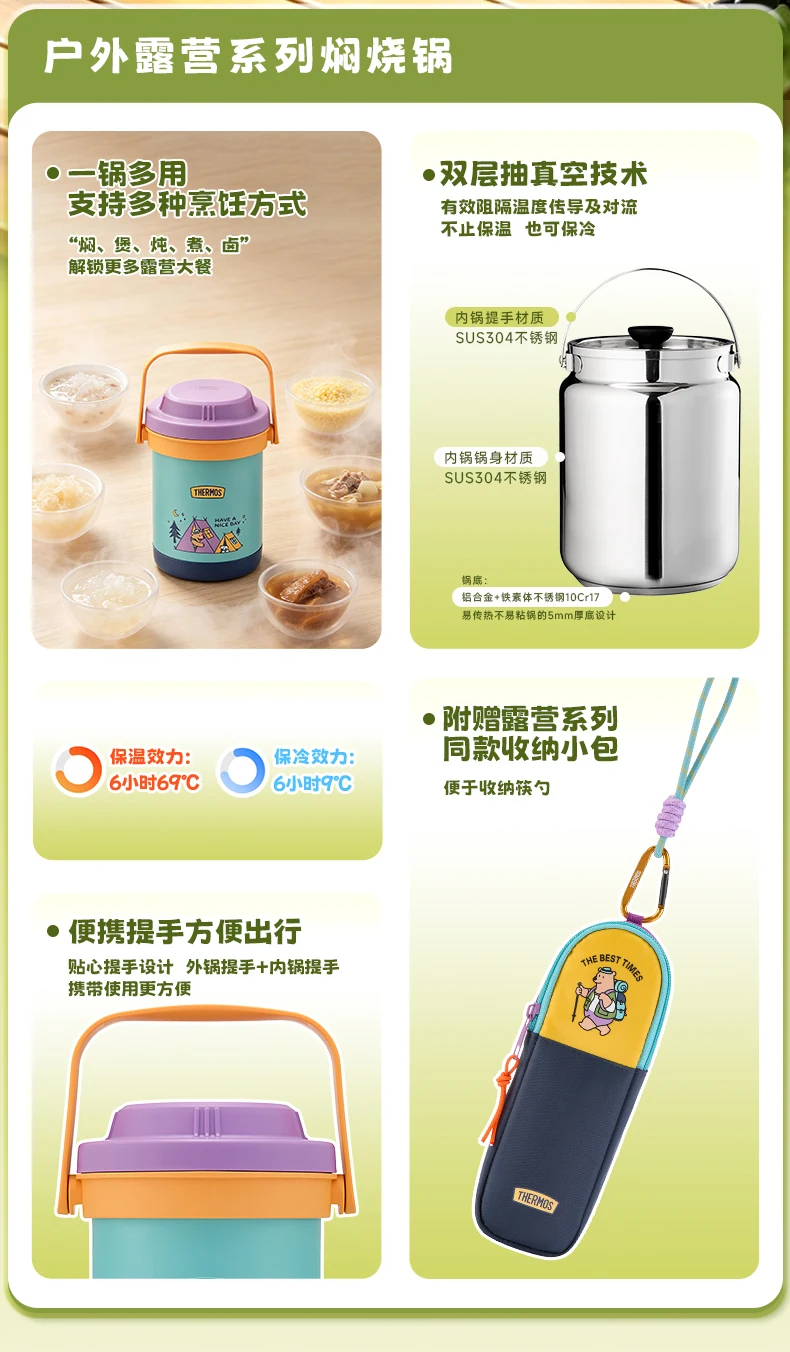 户外露营系列焖烧锅
一锅多用
支持多种烹饪方式
“焖、煲、炖、煮、卤”
解锁更多露营大餐
THERMOS
HAVE A
NICE DAY
双层抽真空技术
有效阻隔温度传导及对流
不止保温 也可保冷
内锅提手材质
SUS304不锈钢
内锅锅身材质
SUS304不锈钢
锅底:
铝合金+铁素体不锈钢10Cr17
易传热不易粘锅的5mm厚底设计
保温效力:
6小时69℃
保冷效力:
6小时9℃
附赠露营系列
同款收纳小包
便于收纳筷勺
THERMOS
THE BEST TIMES
THERMOS
便携提手方便出行
贴心提手设计 外锅提手+内锅提手
携带使用更方便